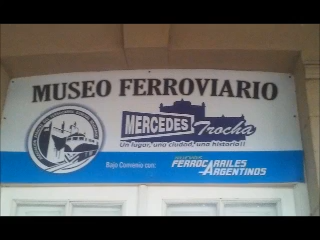 MUSEO FERROVIARIO
MERCEDES
Trocha
Un lugar, una ciudad, una historia!!
Bajo Convenio con:
FERROCARRILES
ARGENTINOS